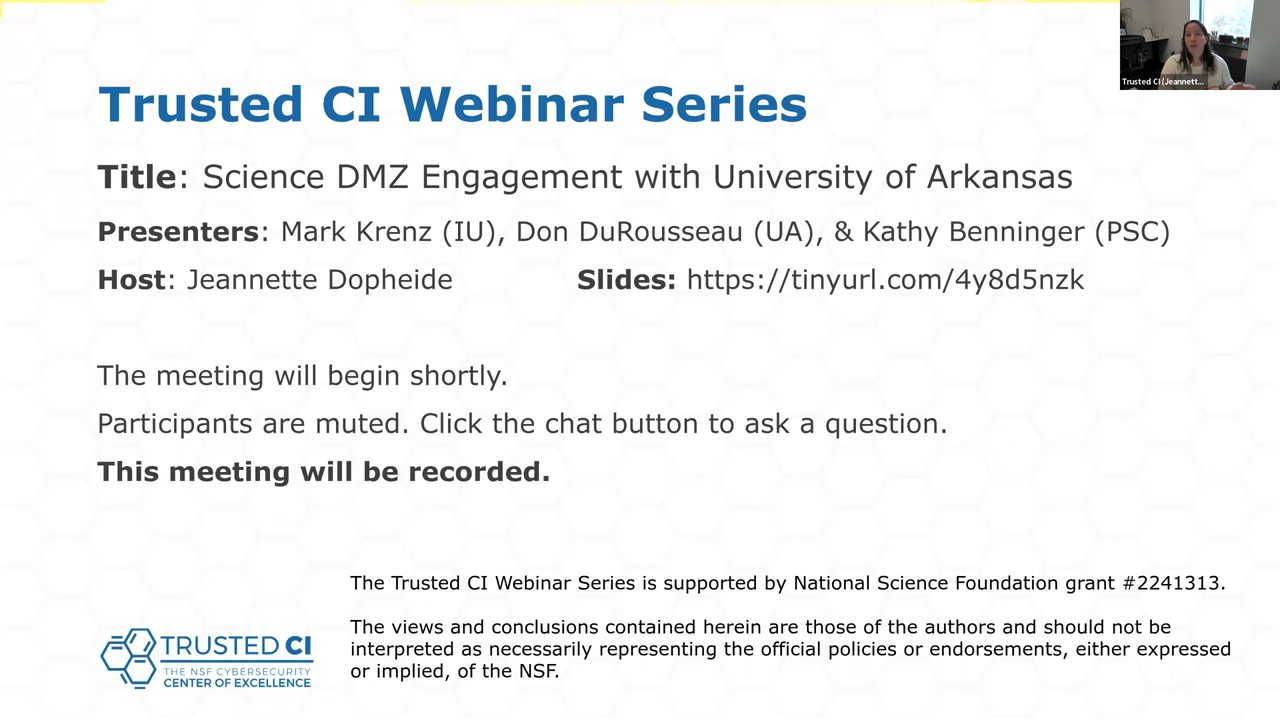 Trusted CI (Jeannett...
Trusted CI Webinar Series
Title: Science DMZ Engagement with University of Arkansas
Presenters: Mark Krenz (IU), Don DuRousseau (UA), & Kathy Benninger (PSC)
Host: Jeannette Dopheide Slides: https://tinyurl.com/4y8d5nzk
The meeting will begin shortly.
Participants are muted. Click the chat button to ask a question.
This meeting will be recorded.
The Trusted CI Webinar Series is supported by National Science Foundation grant #2241313.
The views and conclusions contained herein are those of the authors and should not be
interpreted as necessarily representing the official policies or endorsements, either expressed
or implied, of the NSF.
TRUSTED CI
THE NSF CYBERSECURITY
CENTER OF EXCELLENCE